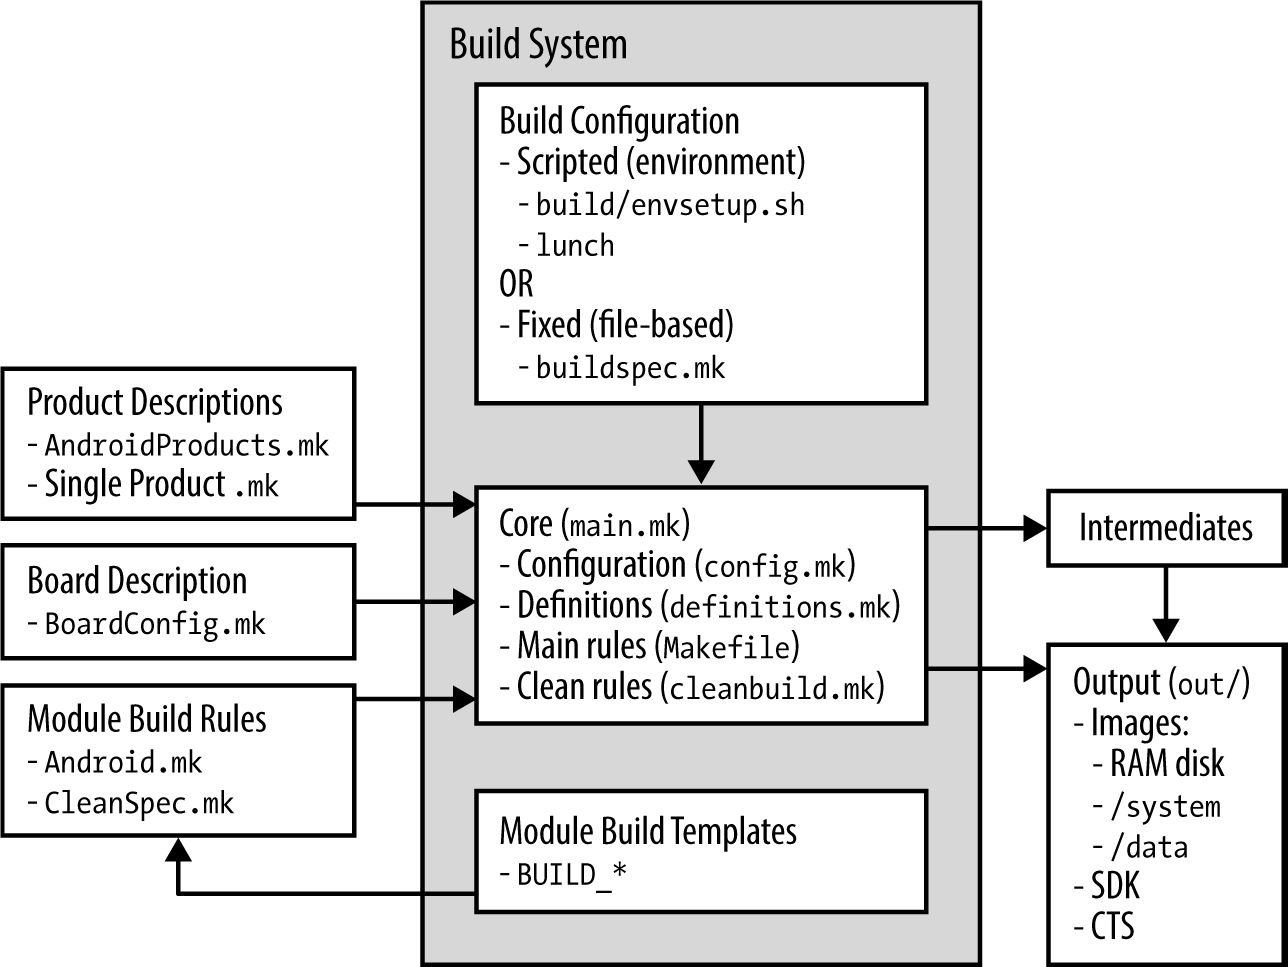 Build System
Build Configuration
- Scripted (environment)
- build/envsetup.sh
- lunch
OR
- Fixed (file-based)
- buildspec.mk
Product Descriptions
- AndroidProducts.mk
- Single Product .mk
Board Description
- BoardConfig.mk
Module Build Rules
- Android.mk
- CleanSpec.mk
Core (main.mk)
- Configuration (config.mk)
- Definitions (definitions.mk)
- Main rules (Makefile)
- Clean rules (cleanbuild.mk)
Module Build Templates
- BUILD_*
Intermediates
Output (out/)
- Images:
- RAM disk
- /system
- /data
- SDK
- CTS